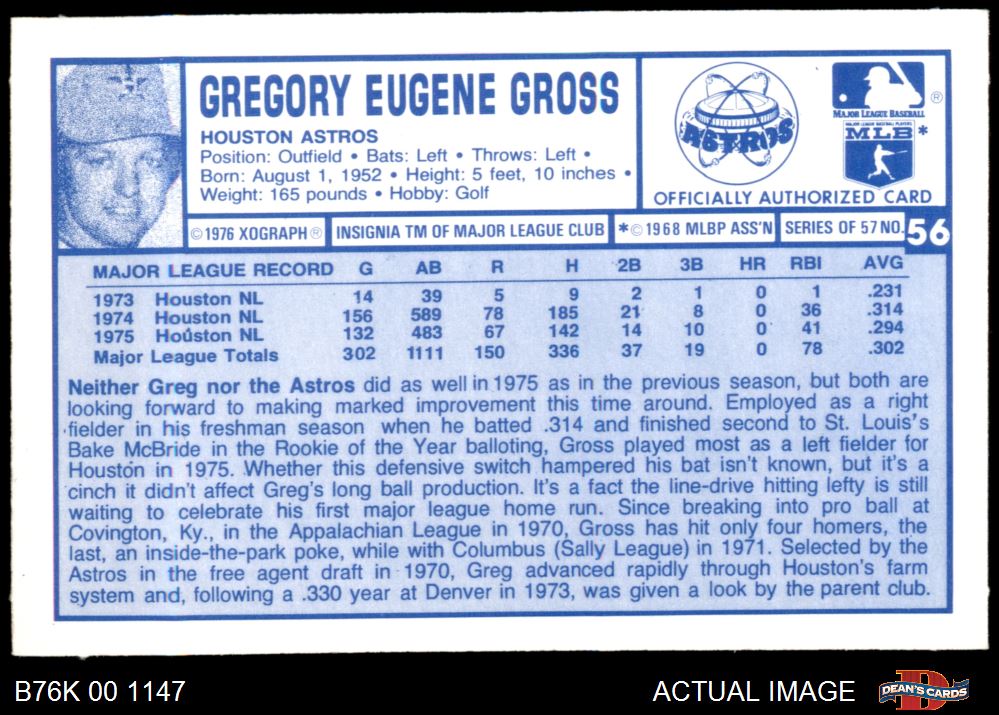 GREGORY EUGENE GROSS
HOUSTON ASTROS
Position: Outfield • Bats: Left • Throws: Left •
Born: August 1, 1952 • Height: 5 feet, 10 inches •
Weight: 165 pounds • Hobby: Golf
ASTROS
MAJOR LEAGUE BASEBALL ®
MAJOR LEAGUE BASEBALL PLAYERS
MLB *
OFFICIALLY AUTHORIZED CARD
© 1976 XOGRAPH ® INSIGNIA TM OF MAJOR LEAGUE CLUB *© 1968 MLBP ASS'N SERIES OF 57 NO. 56
MAJOR LEAGUE RECORD G AB R H 2B 3B HR RBI AVG
1973 Houston NL 14 39 5 9 2 1 0 1 .231
1974 Houston NL 156 589 78 185 21 8 0 36 .314
1975 Houston NL 132 483 67 142 14 10 0 41 .294
Major League Totals 302 1111 150 336 37 19 0 78 .302
Neither Greg nor the Astros did as well in 1975 as in the previous season, but both are
looking forward to making marked improvement this time around. Employed as a right
fielder in his freshman season when he batted .314 and finished second to St. Louis's
Bake McBride in the Rookie of the Year balloting, Gross played most as a left fielder for
Houston in 1975. Whether this defensive switch hampered his bat isn't known, but it's a
cinch it didn't affect Greg's long ball production. It's a fact the line-drive hitting lefty is still
waiting to celebrate his first major league home run. Since breaking into pro ball at
Covington, Ky., in the Appalachian League in 1970, Gross has hit only four homers, the
last, an inside-the-park poke, while with Columbus (Sally League) in 1971. Selected by the
Astros in the free agent draft in 1970, Greg advanced rapidly through Houston's farm
system and, following a .330 year at Denver in 1973, was given a look by the parent club.
B76K 00 1147
ACTUAL IMAGE
D
DEAN'S CARDS